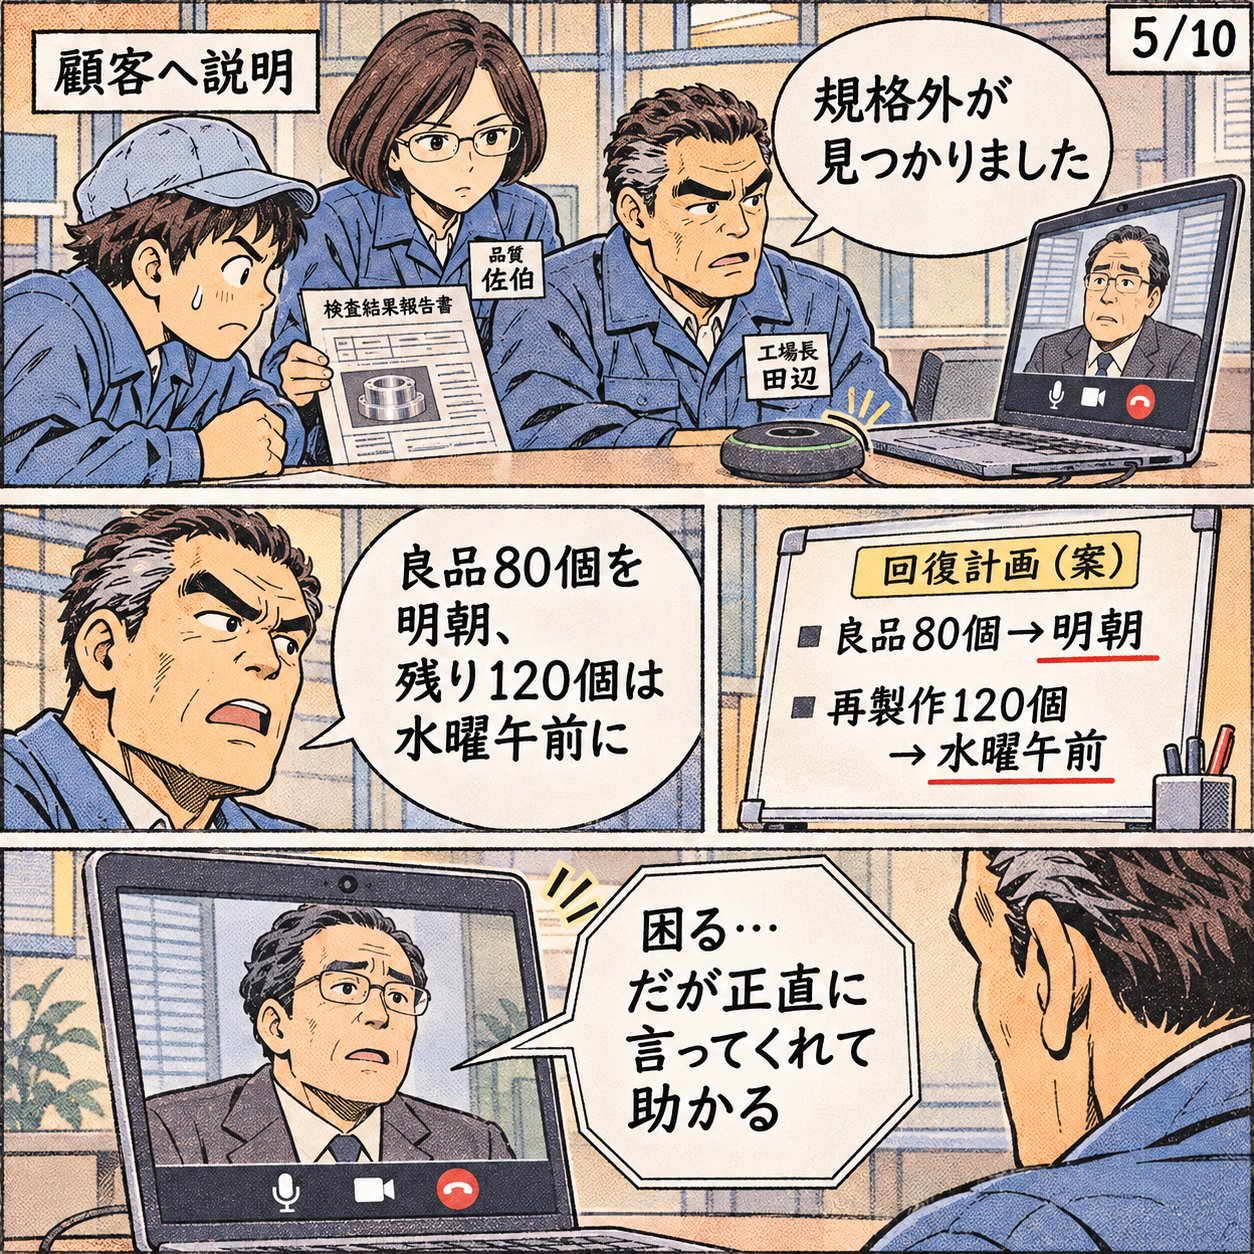 顧客へ説明
5/10
規格外が
見つかりました
品質
佐伯
検査結果報告書
工場長
田辺
良品80個を
明朝、
残り120個は
水曜午前に
回復計画（案）
■ 良品80個→明朝
■ 再製作120個
→水曜午前
困る…
だが正直に
言ってくれて
助かる